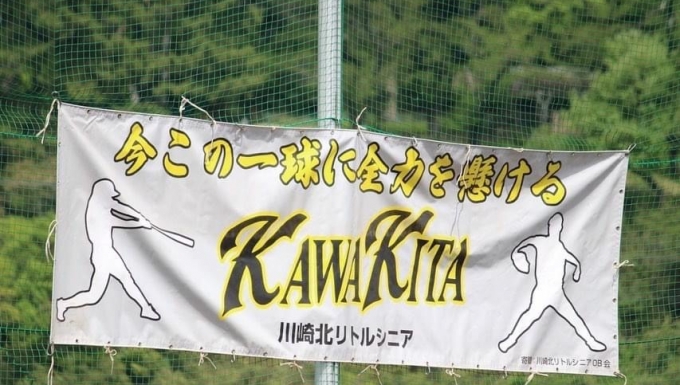 今この一球に全力を懸ける
KAWAKITA
川崎北リトルシニア
寄贈 川崎北リトルシニアOB会